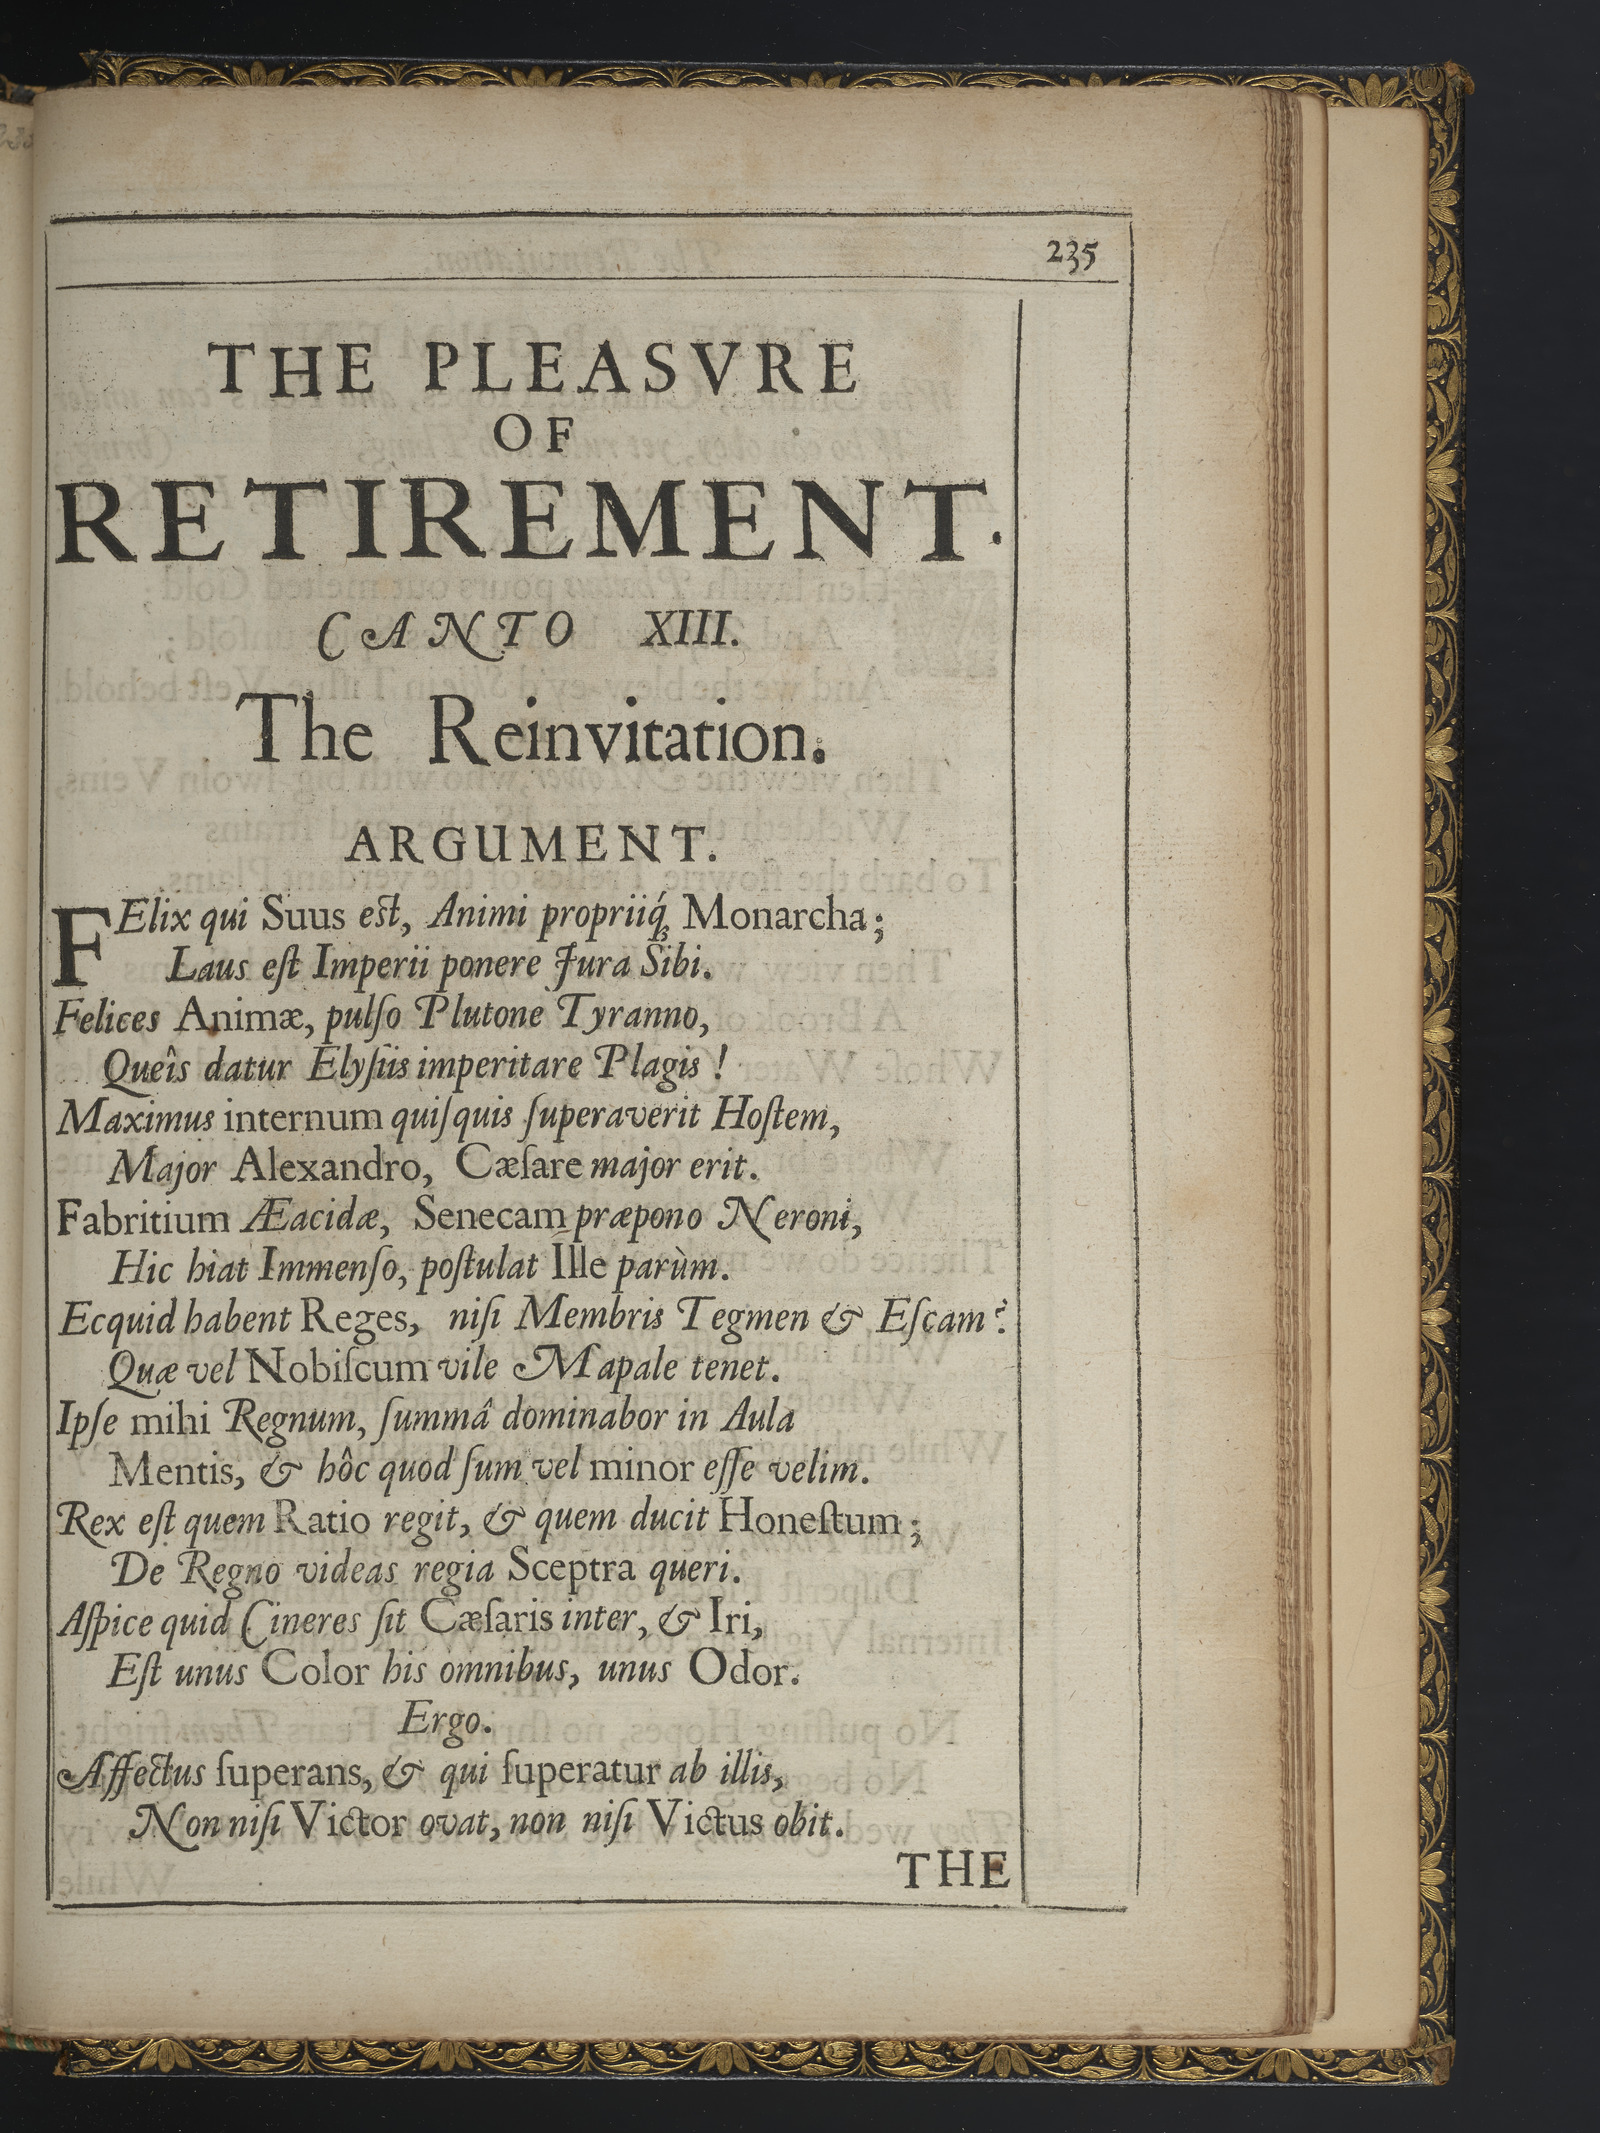 235
THE PLEASVRE
OF
RETIREMENT.
CANTO XIII.
The Reinvitation.
ARGUMENT.
FElix qui Suus est, Animi propriiq́ꝫ Monarcha;
Laus eſt Imperii ponere Jura Sibi.
Felices Animæ, pulſo Plutone Tyranno,
Queîs datur Elyſiis imperitare Plagis !
Maximus internum quiſquis ſuperaverit Hoſtem,
Major Alexandro, Cæſare major erit.
Fabritium Æacidæ, Senecam præpono Neroni,
Hic hiat Immenſo, poſtulat Ille parùm.
Ecquid habent Reges, niſi Membris Tegmen & Eſcam?
Quæ vel Nobiſcum vile Mapale tenet.
Ipſe mihi Regnum, ſummâ dominabor in Aula
Mentis, & hôc quod ſum vel minor eſſe velim.
Rex eſt quem Ratio regit, & quem ducit Honeſtum;
De Regno videas regia Sceptra queri.
Aſpice quid Cineres ſit Cæſaris inter, & Iri,
Eſt unus Color his omnibus, unus Odor.
Ergo.
Affectus ſuperans, & qui ſuperatur ab illis,
Non niſi Victor ovat, non niſi Victus obit.
THE